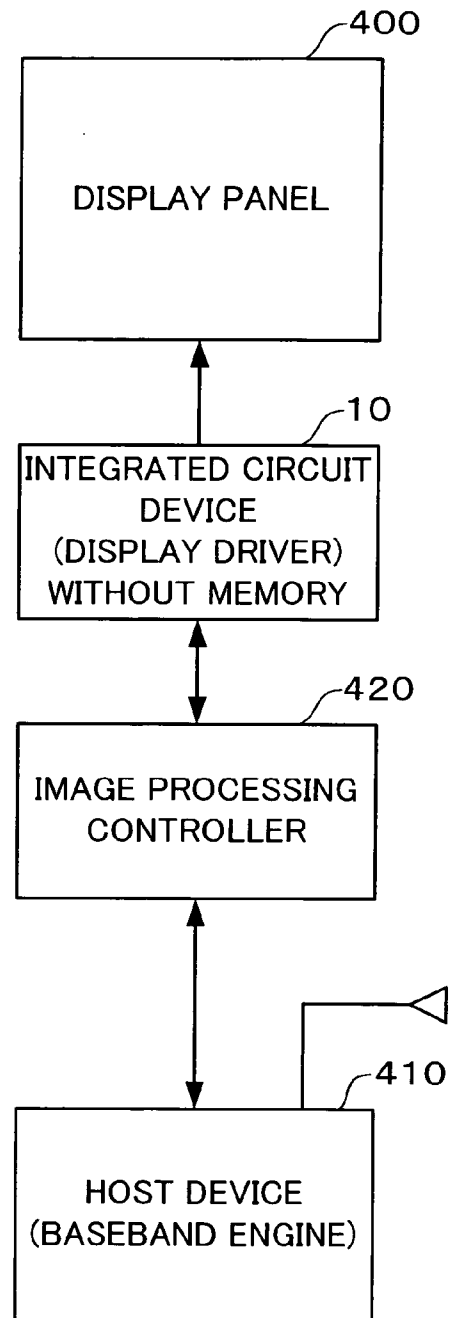 400
DISPLAY PANEL
10
INTEGRATED CIRCUIT
DEVICE
(DISPLAY DRIVER)
WITHOUT MEMORY
420
IMAGE PROCESSING
CONTROLLER
410
HOST DEVICE
(BASEBAND ENGINE)